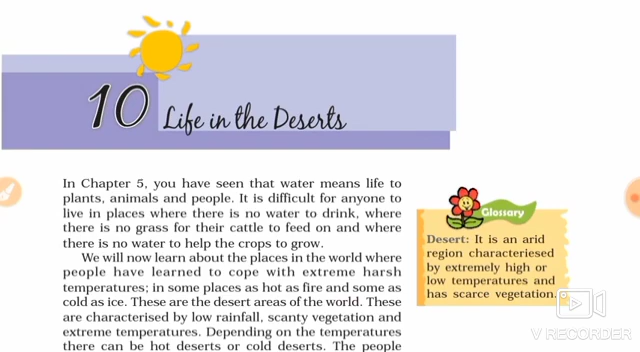 10 Life in the Deserts
In Chapter 5, you have seen that water means life to
plants, animals and people. It is difficult for anyone to
live in places where there is no water to drink, where
there is no grass for their cattle to feed on and where
there is no water to help the crops to grow.
We will now learn about the places in the world where
people have learned to cope with extreme harsh
temperatures; in some places as hot as fire and some as
cold as ice. These are the desert areas of the world. These
are characterised by low rainfall, scanty vegetation and
extreme temperatures. Depending on the temperatures
there can be hot deserts or cold deserts. The people
Glossary
Desert: It is an arid
region characteriesed
by extremely high or
low temperatures and
has scarce vegetation.
V RECORDER